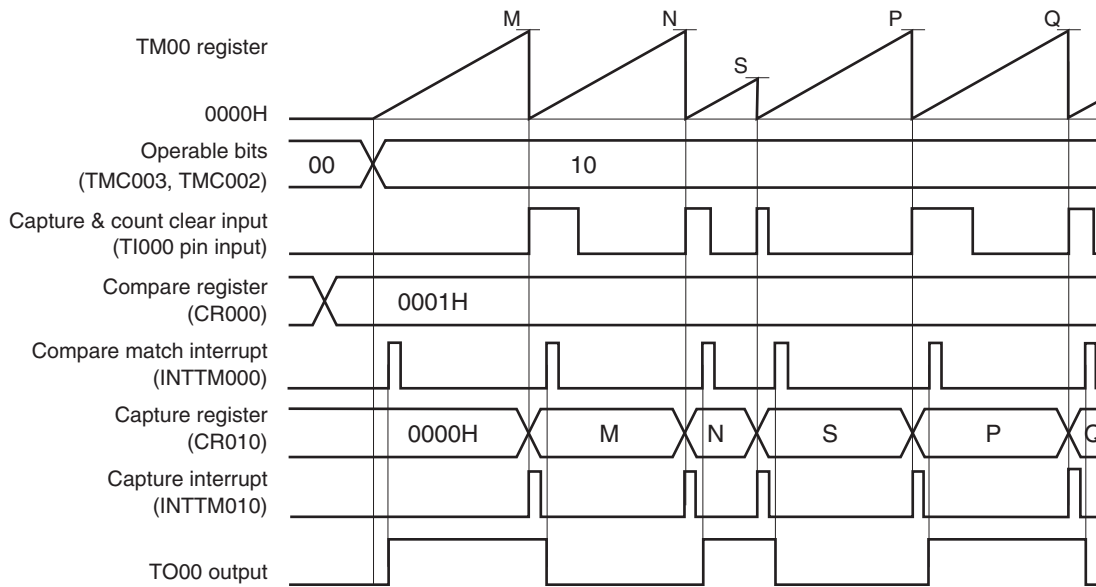 M N S P Q
TM00 register
0000H
Operable bits
(TMC003, TMC002)
00 10
Capture & count clear input
(TI000 pin input)
Compare register
(CR000)
0001H
Compare match interrupt
(INTTM000)
Capture register
(CR010)
0000H M N S P Q
Capture interrupt
(INTTM010)
TO00 output